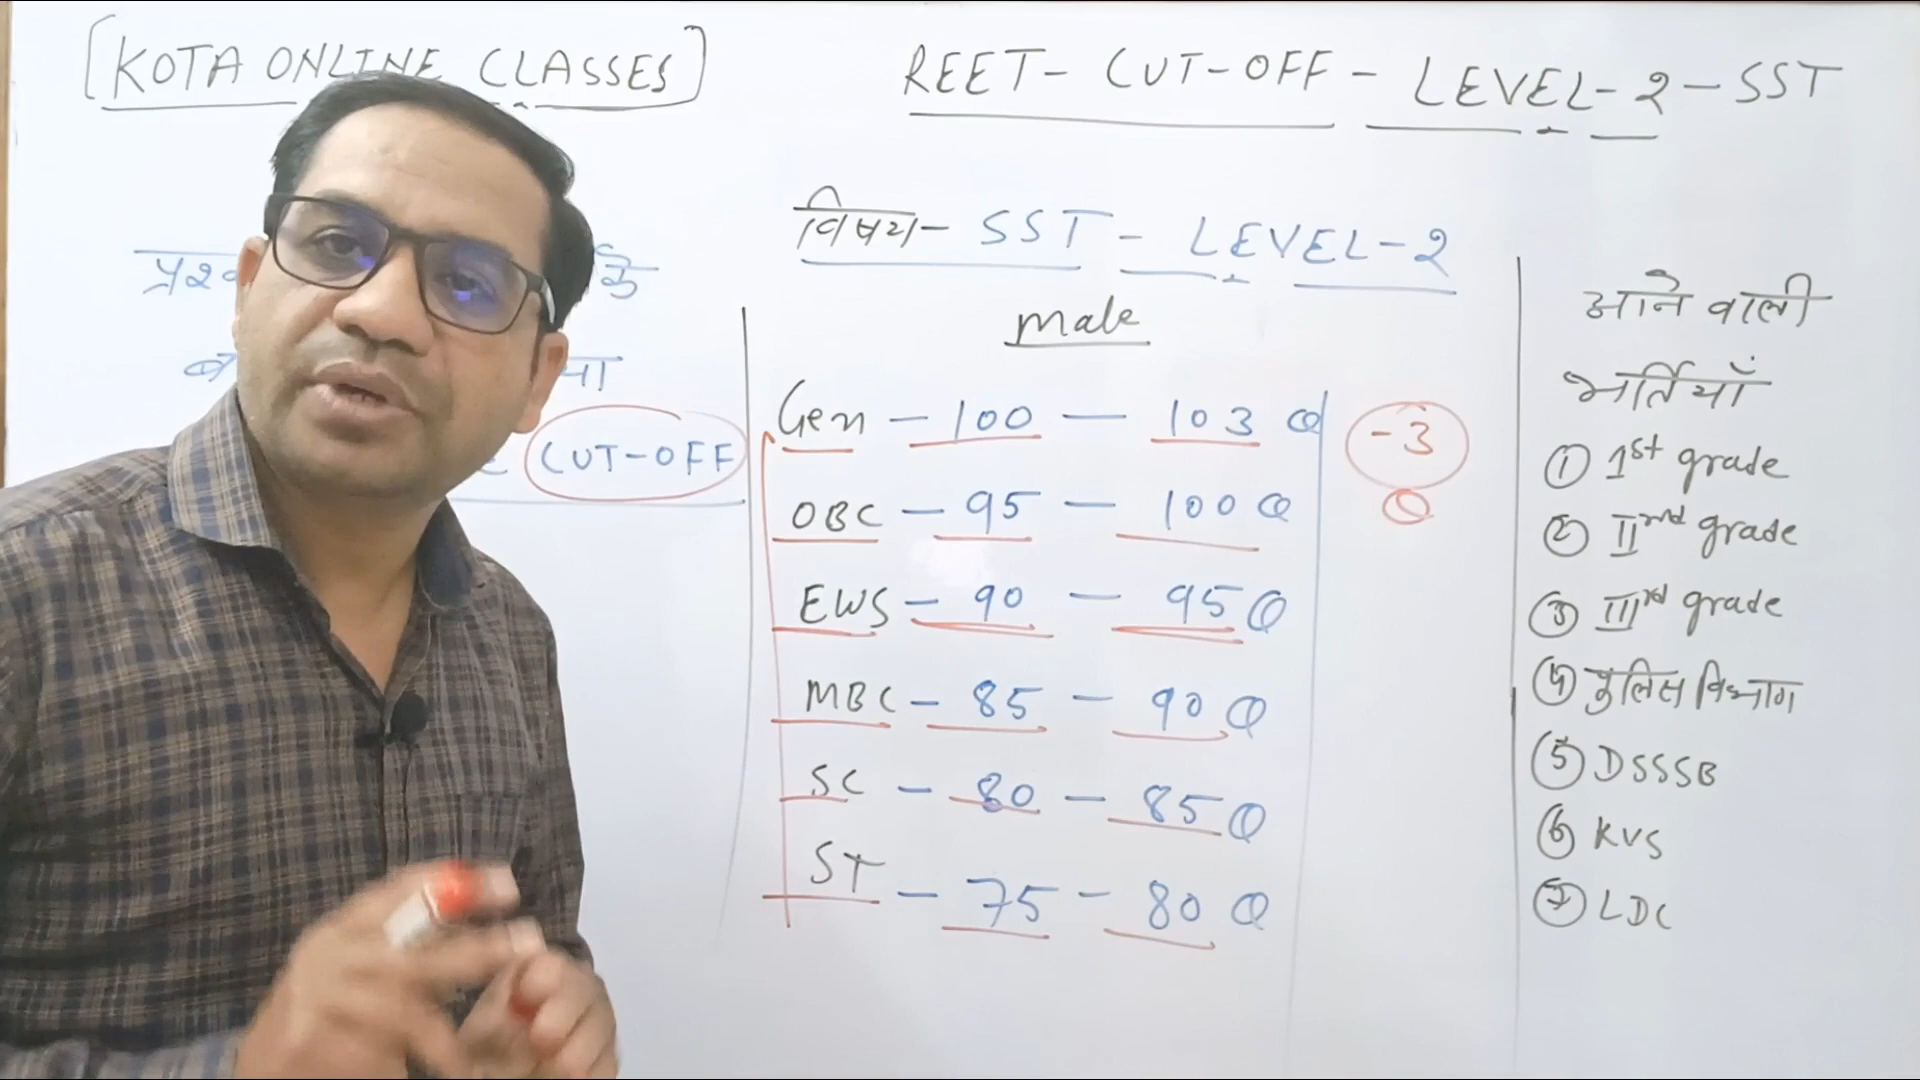 [KOTA ONLINE CLASSES]
REET- CUT-OFF - LEVEL-2 - SST
विषय- SST - LEVEL-2
CUT-OFF
male
Gen - 100 - 103 Q
OBC - 95 - 100 Q
EWS - 90 - 95 Q
MBC - 85 - 90 Q
SC - 80 - 85 Q
ST - 75 - 80 Q
-3
Q
आने वाली
भर्तियाँ
① 1st grade
② IInd grade
③ IIIrd grade
④ पुलिस विभाग
⑤ DSSSB
⑥ KVS
⑦ LDC